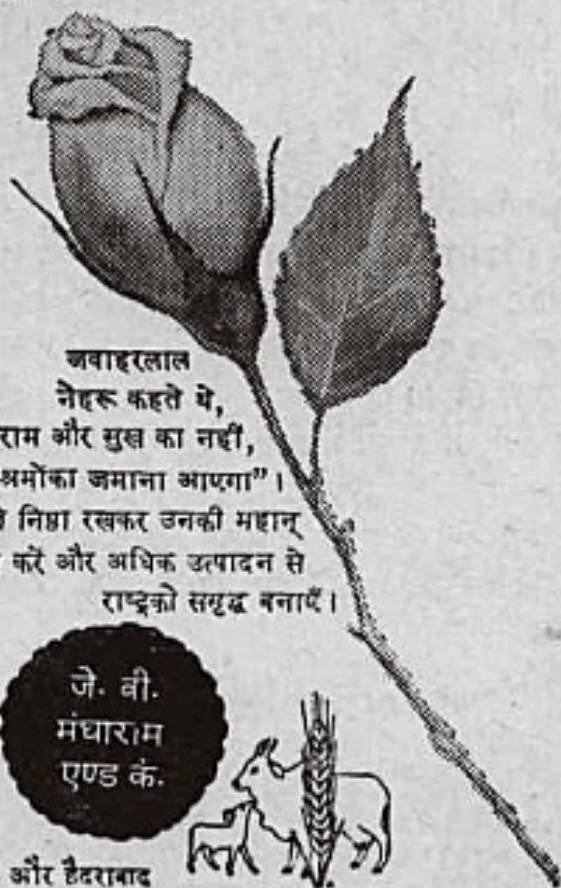 जवाहरलाल
नेहरू कहते थे,
राम और सुख का नहीं,
श्रमोंका जमाना आएगा”।
निष्ठा रखकर उनकी महान्
करें और अधिक उत्पादन से
राष्ट्रको समृद्ध बनाएँ।
जे. बी.
मंघाराम
एण्ड कं.
और हैदराबाद